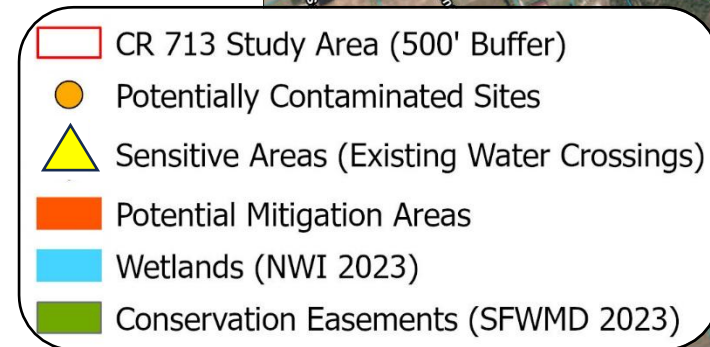 CR 713 Study Area (500' Buffer)
Potentially Contaminated Sites
Sensitive Areas (Existing Water Crossings)
Potential Mitigation Areas
Wetlands (NWI 2023)
Conservation Easements (SFWMD 2023)